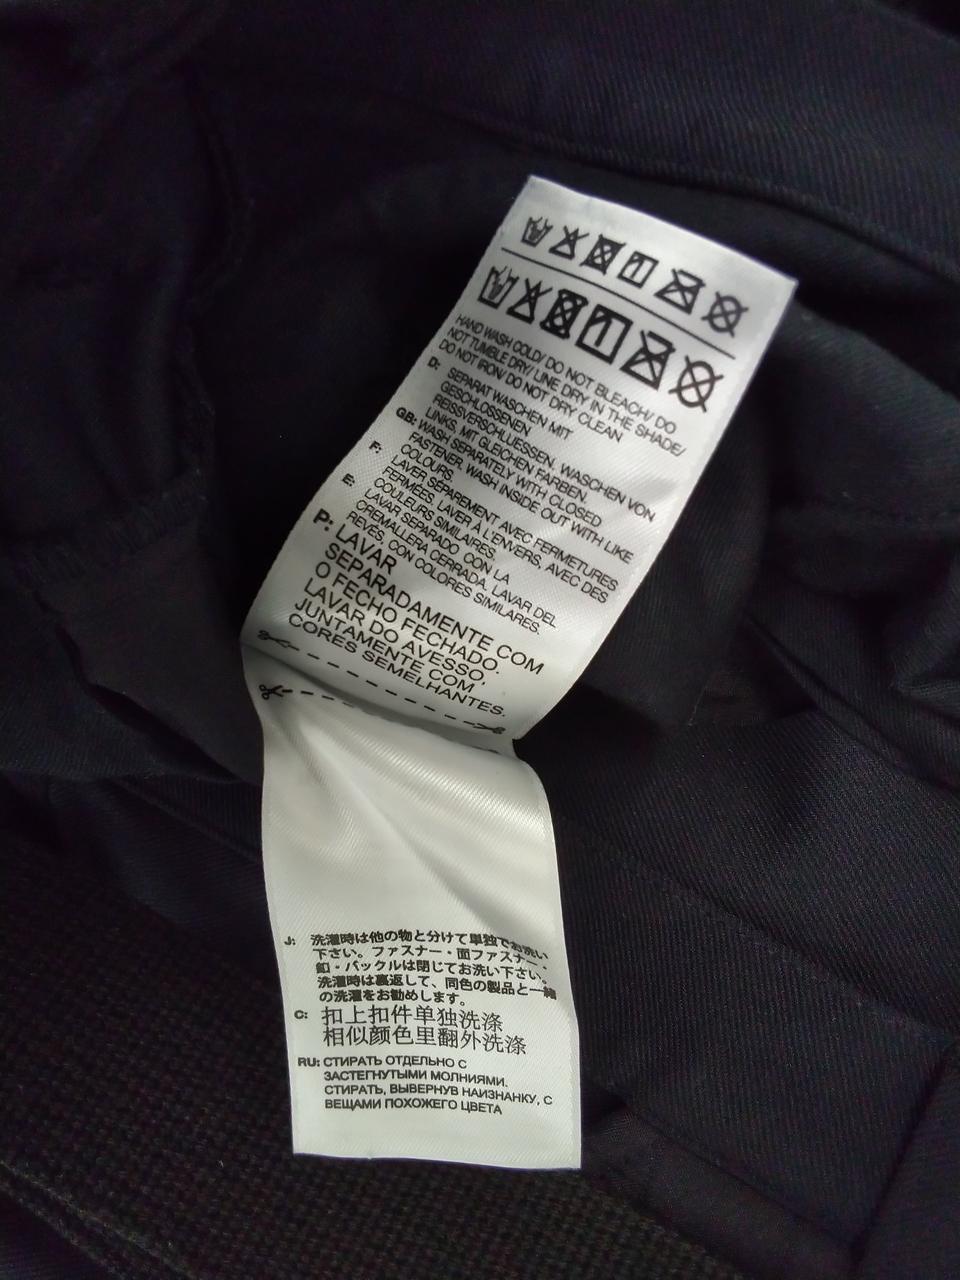 HAND WASH COLD/ DO NOT BLEACH/ DO
NOT TUMBLE DRY/ LINE DRY IN THE SHADE/
DO NOT IRON/ DO NOT DRY CLEAN
D: SEPARAT WASCHEN MIT
GESCHLOSSENEN
REISSVERSCHLUESSEN. WASCHEN VON
LINKS, MIT GLEICHEN FARBEN.
GB: WASH SEPARATELY WITH CLOSED
FASTENER. WASH INSIDE OUT WITH LIKE
COLOURS.
F: LAVER SÉPAREMENT AVEC FERMETURES
FERMÉES, LAVER À L'ENVERS, AVEC DES
COULEURS SIMILAIRES.
E: LAVAR SEPARADO CON LA
CREMALLERA CERRADA. LAVAR DEL
REVÉS, CON COLORES SIMILARES.
P: LAVAR
SEPARADAMENTE COM
O FECHO FECHADO.
LAVAR DO AVESSO,
JUNTAMENTE COM
CORES SEMELHANTES.
J: 洗濯時は他の物と分けて単独でお洗い
下さい。ファスナー・面ファスナー・
釦・バックルは閉じてお洗い下さい。
洗濯時は裏返して、同色の製品と一緒
の洗濯をお勧めします。
C: 扣上扣件单独洗涤
相似颜色里翻外洗涤
RU: СТИРАТЬ ОТДЕЛЬНО С
ЗАСТЕГНУТЫМИ МОЛНИЯМИ.
СТИРАТЬ, ВЫВЕРНУВ НАИЗНАНКУ, С
ВЕЩАМИ ПОХОЖЕГО ЦВЕТА